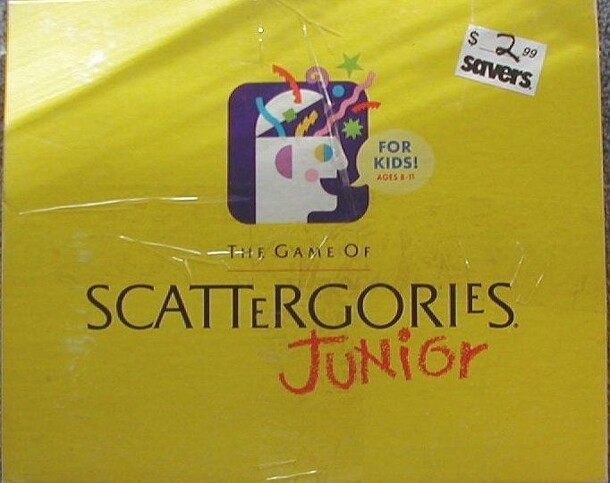 $ 2.99
savers.
FOR
KIDS!
AGES 8-11
THE GAME OF
SCATTERGORIES.
JUNiOr